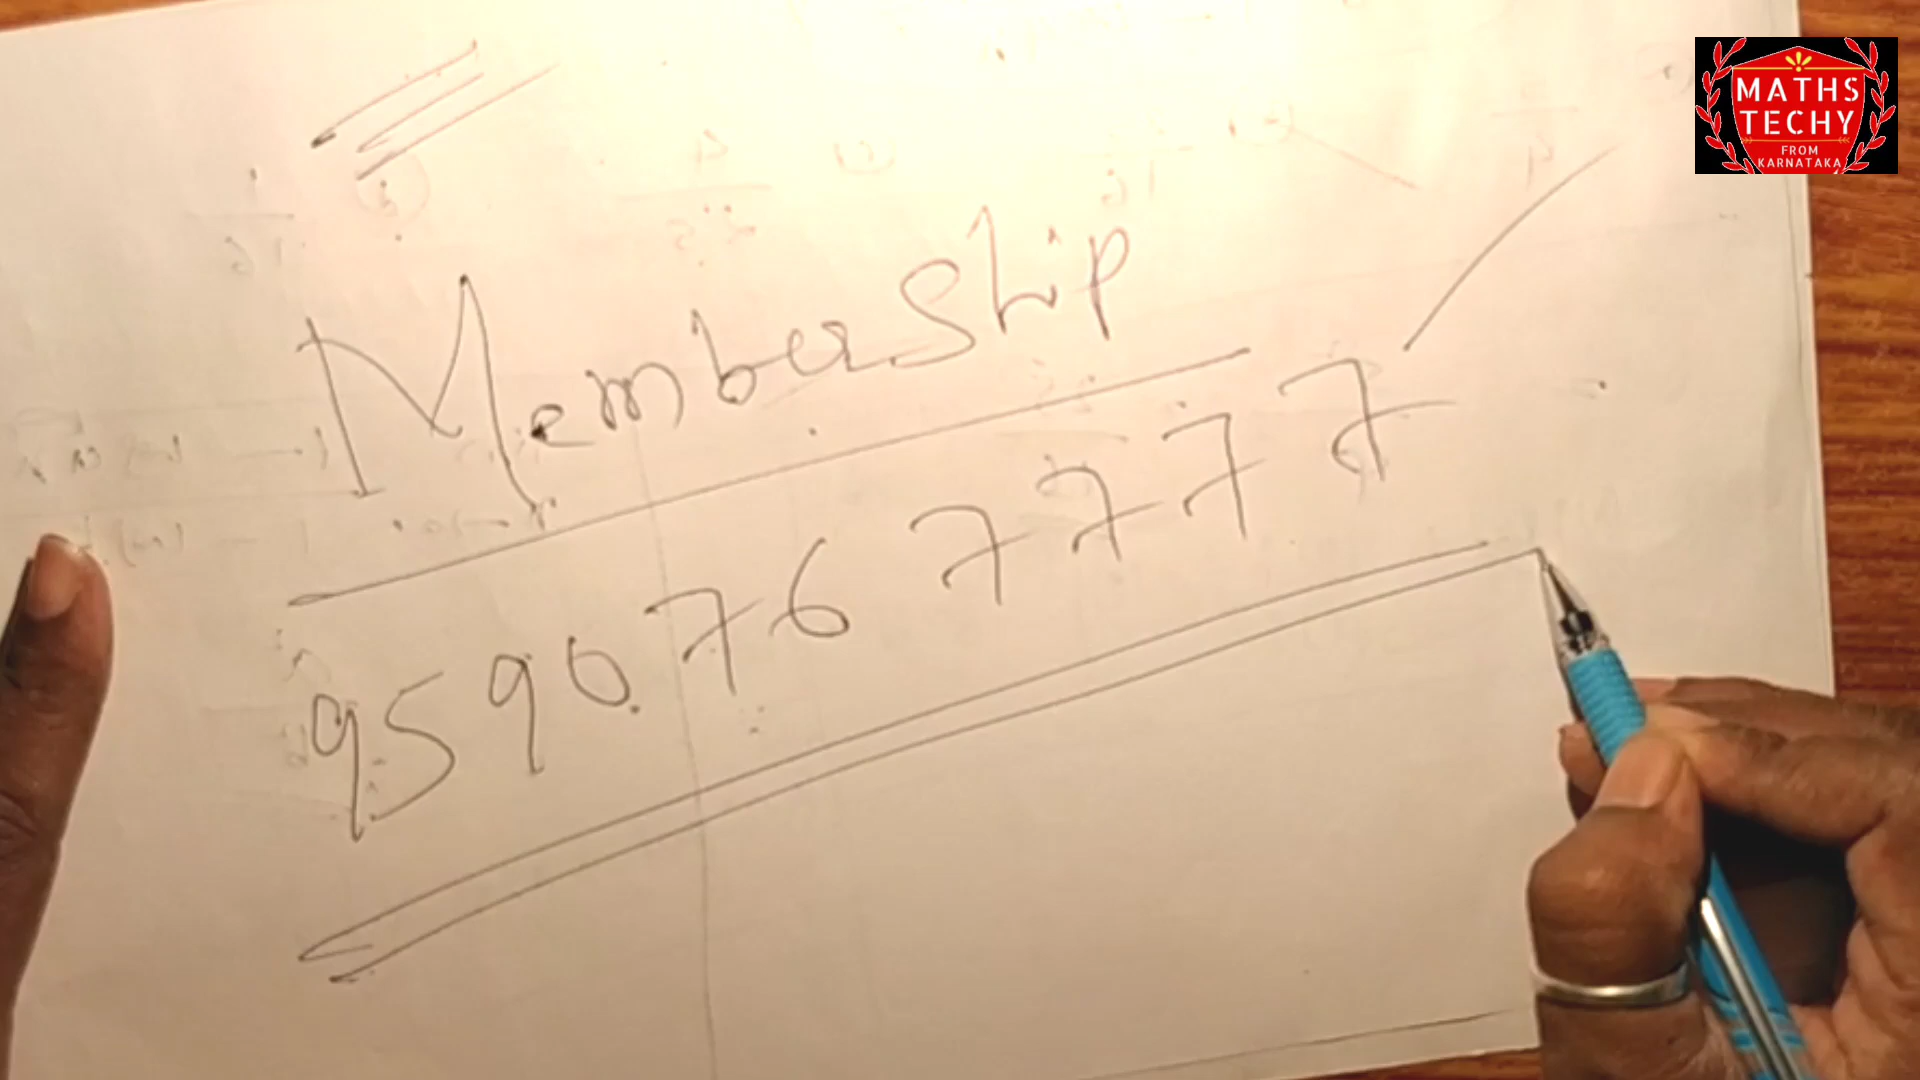 MATHS
TECHY
FROM
KARNATAKA
MemberShip
9590767777